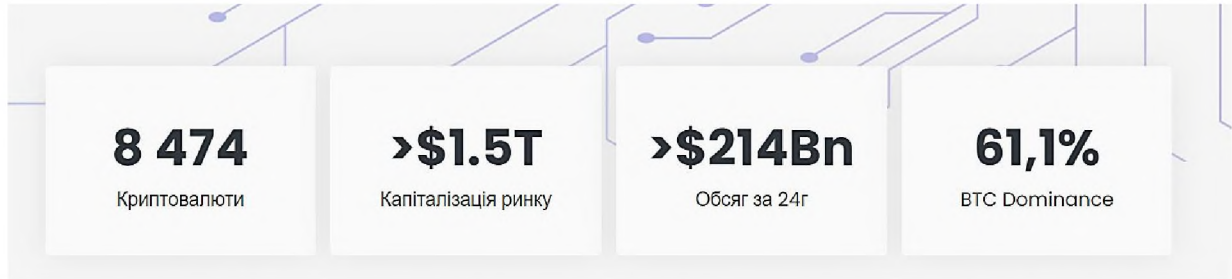 8 474
Криптовалюти
>$1.5T
Капіталізація ринку
>$214Bn
Обсяг за 24г
61,1%
BTC Dominance